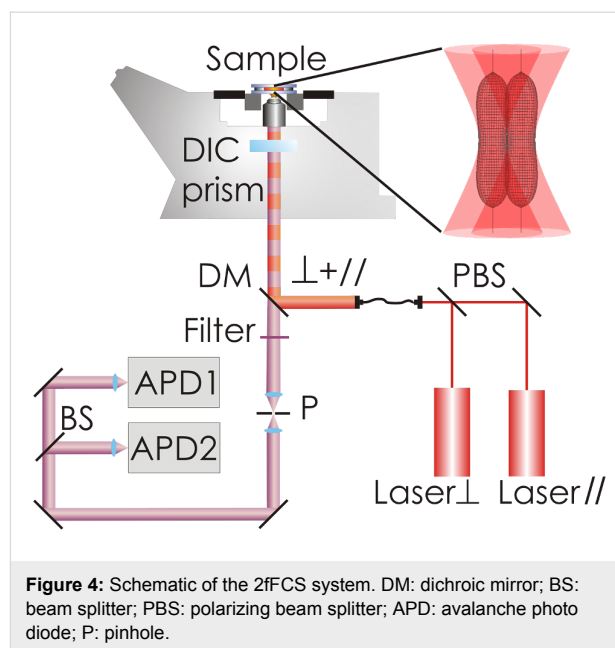 Sample
DIC
prism
DM
⊥+//
PBS
Filter
APD1
P
BS
APD2
Laser⊥
Laser//
Figure 4: Schematic of the 2fFCS system. DM: dichroic mirror; BS:
beam splitter; PBS: polarizing beam splitter; APD: avalanche photo
diode; P: pinhole.